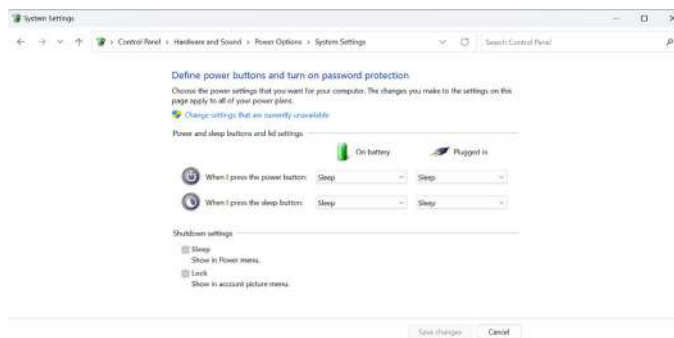 System Settings
Control Panel > Hardware and Sound > Power Options > System Settings
Search Control Panel
Define power buttons and turn on password protection
Choose the power settings that you want for your computer. The changes you make to the settings on this
page apply to all of your power plans.
Change settings that are currently unavailable
Power and sleep buttons and lid settings
On battery
Plugged in
When I press the power button: Sleep Sleep
When I press the sleep button: Sleep Sleep
Shutdown settings
Sleep
Show in Power menu.
Lock
Show in account picture menu.
Save changes Cancel